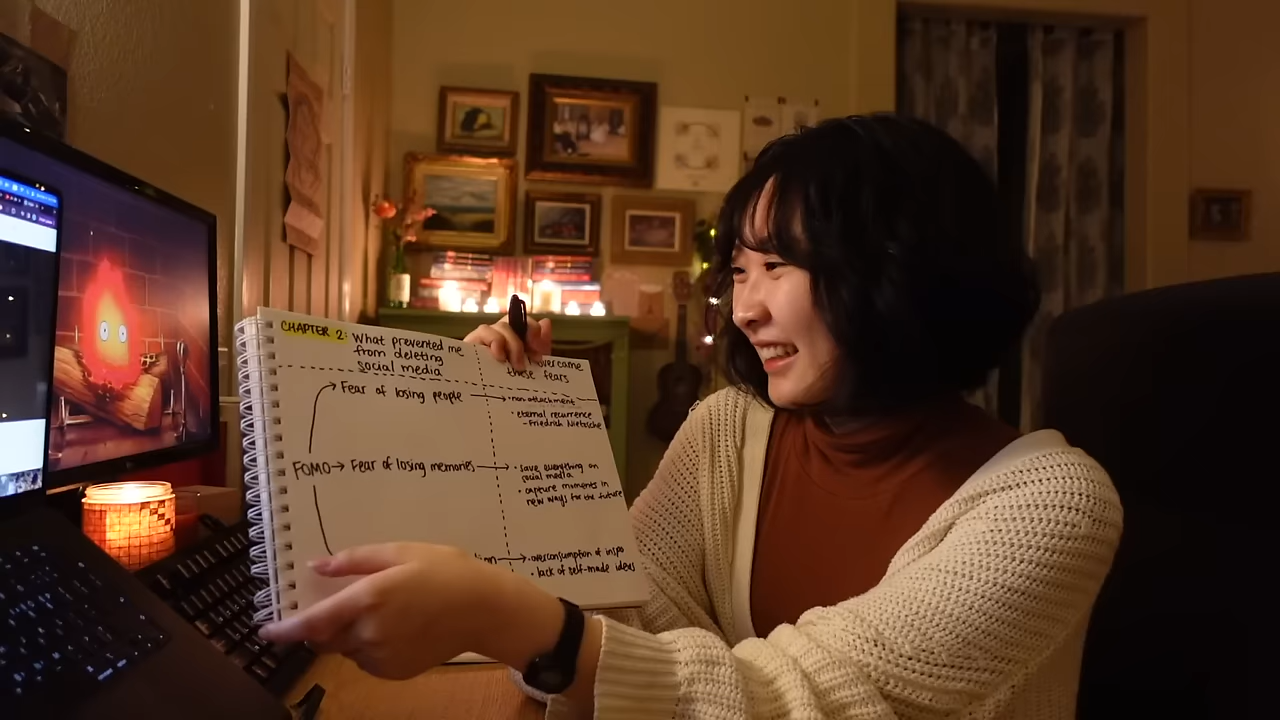 CHAPTER 2: What prevented me
from deleting
social media
overcame
these fears
Fear of losing people
• non attachment
• eternal recurrence
- Friedrich Nietzsche
FOMO → Fear of losing memories
• save everything on
social media
• capture moments in
new ways for the future
• overconsumption of inspo
• lack of self-made ideas